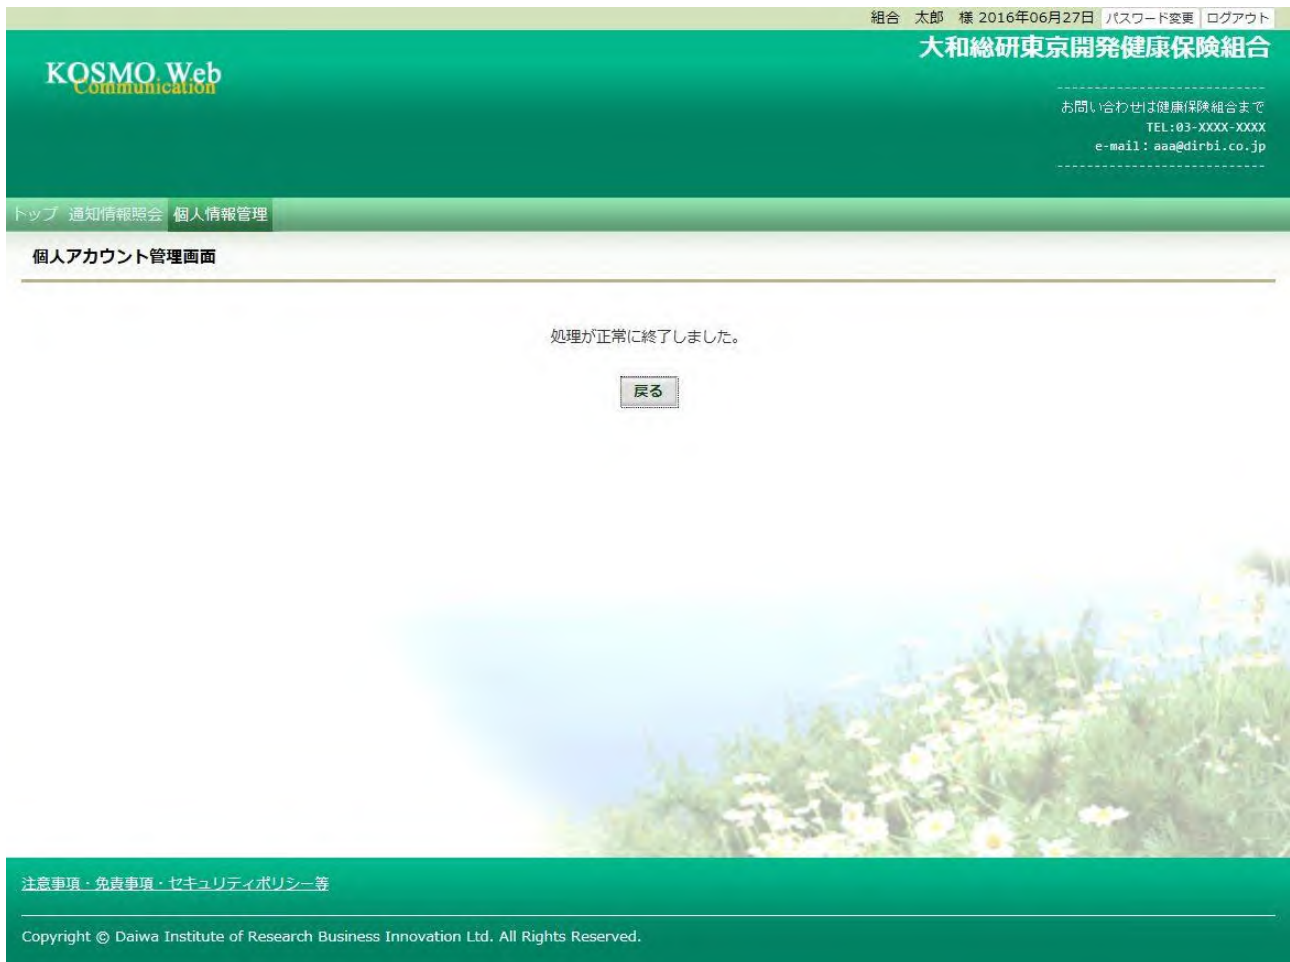 組合　太郎　様 2016年06月27日 パスワード変更 ログアウト
大和総研東京開発健康保険組合
KOSMO Web
Communication
お問い合わせは健康保険組合まで
TEL:03-XXXX-XXXX
e-mail：aaa@dirbi.co.jp
トップ 通知情報照会 個人情報管理
個人アカウント管理画面
処理が正常に終了しました。
戻る
注意事項・免責事項・セキュリティポリシー等
Copyright © Daiwa Institute of Research Business Innovation Ltd. All Rights Reserved.